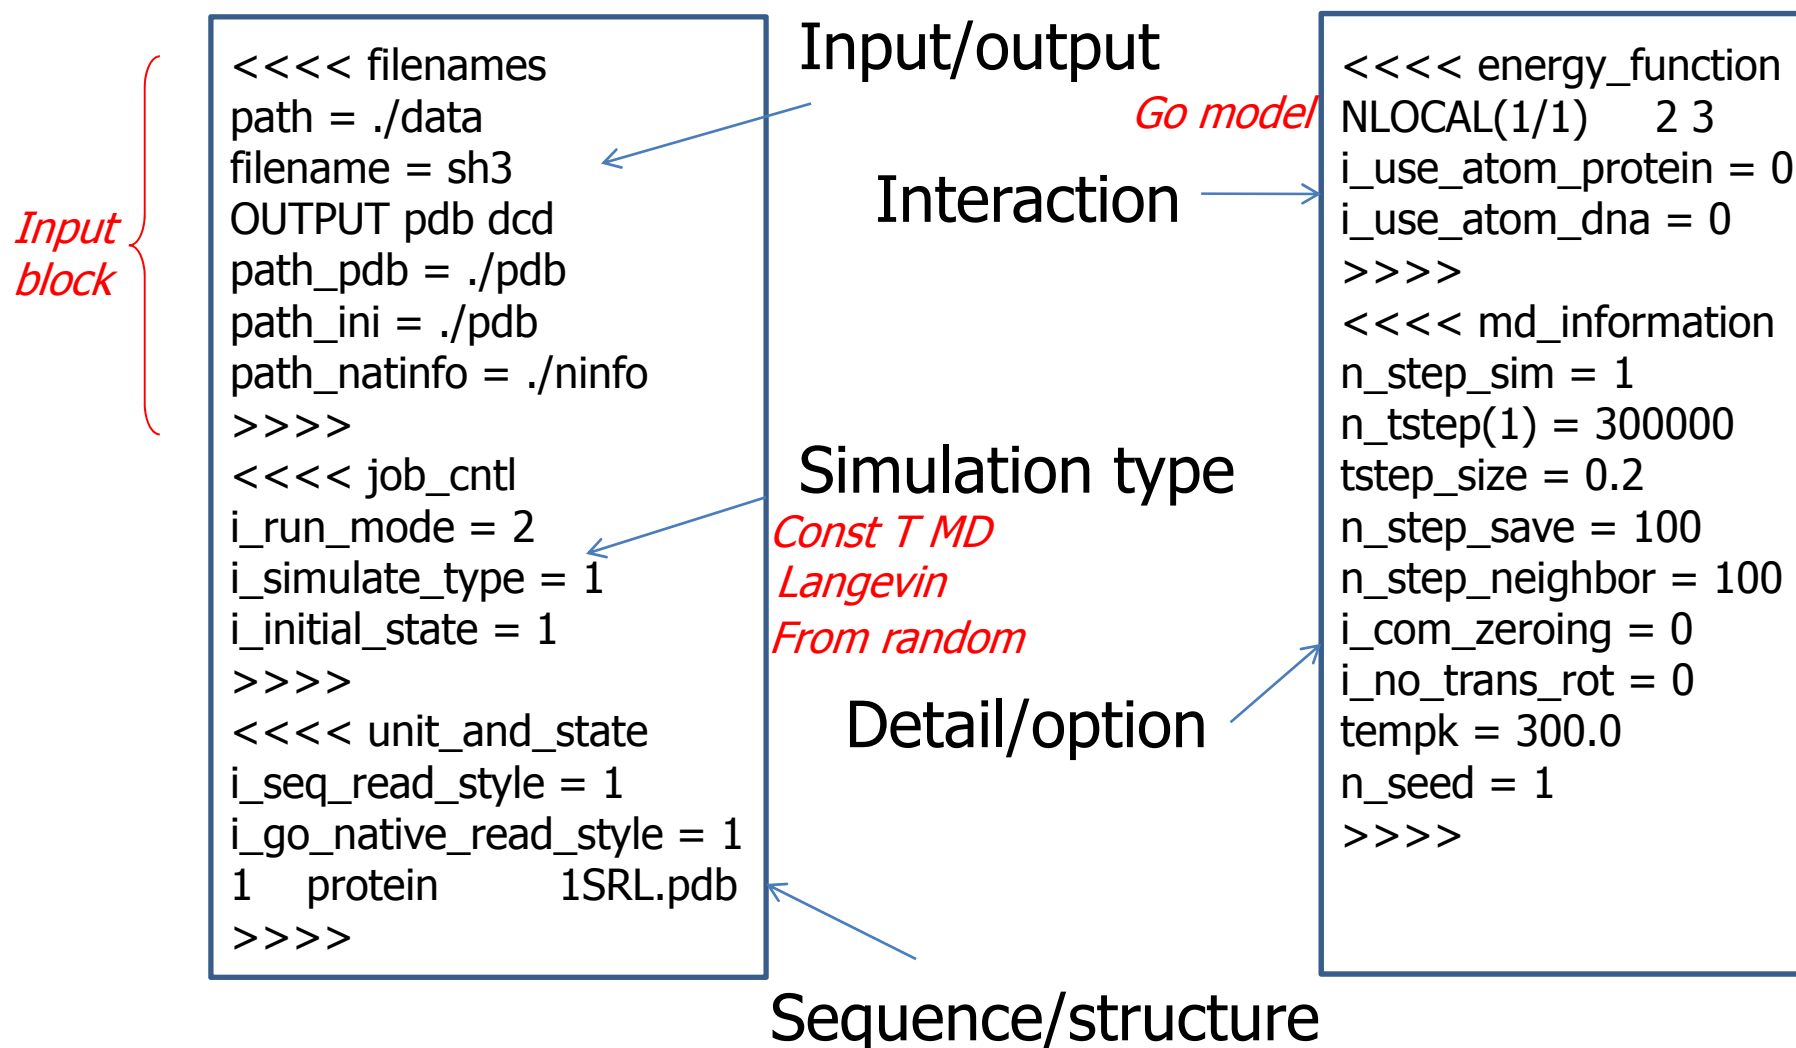 Input
block
<<<< filenames
path = ./data
filename = sh3
OUTPUT pdb dcd
path_pdb = ./pdb
path_ini = ./pdb
path_natinfo = ./ninfo
>>>>
<<<< job_cntl
i_run_mode = 2
i_simulate_type = 1
i_initial_state = 1
>>>>
<<<< unit_and_state
i_seq_read_style = 1
i_go_native_read_style = 1
1 protein 1SRL.pdb
>>>>
Input/output
Go model
Interaction
Simulation type
Const T MD
Langevin
From random
Detail/option
Sequence/structure
<<<< energy_function
NLOCAL(1/1) 2 3
i_use_atom_protein = 0
i_use_atom_dna = 0
>>>>
<<<< md_information
n_step_sim = 1
n_tstep(1) = 300000
tstep_size = 0.2
n_step_save = 100
n_step_neighbor = 100
i_com_zeroing = 0
i_no_trans_rot = 0
tempk = 300.0
n_seed = 1
>>>>